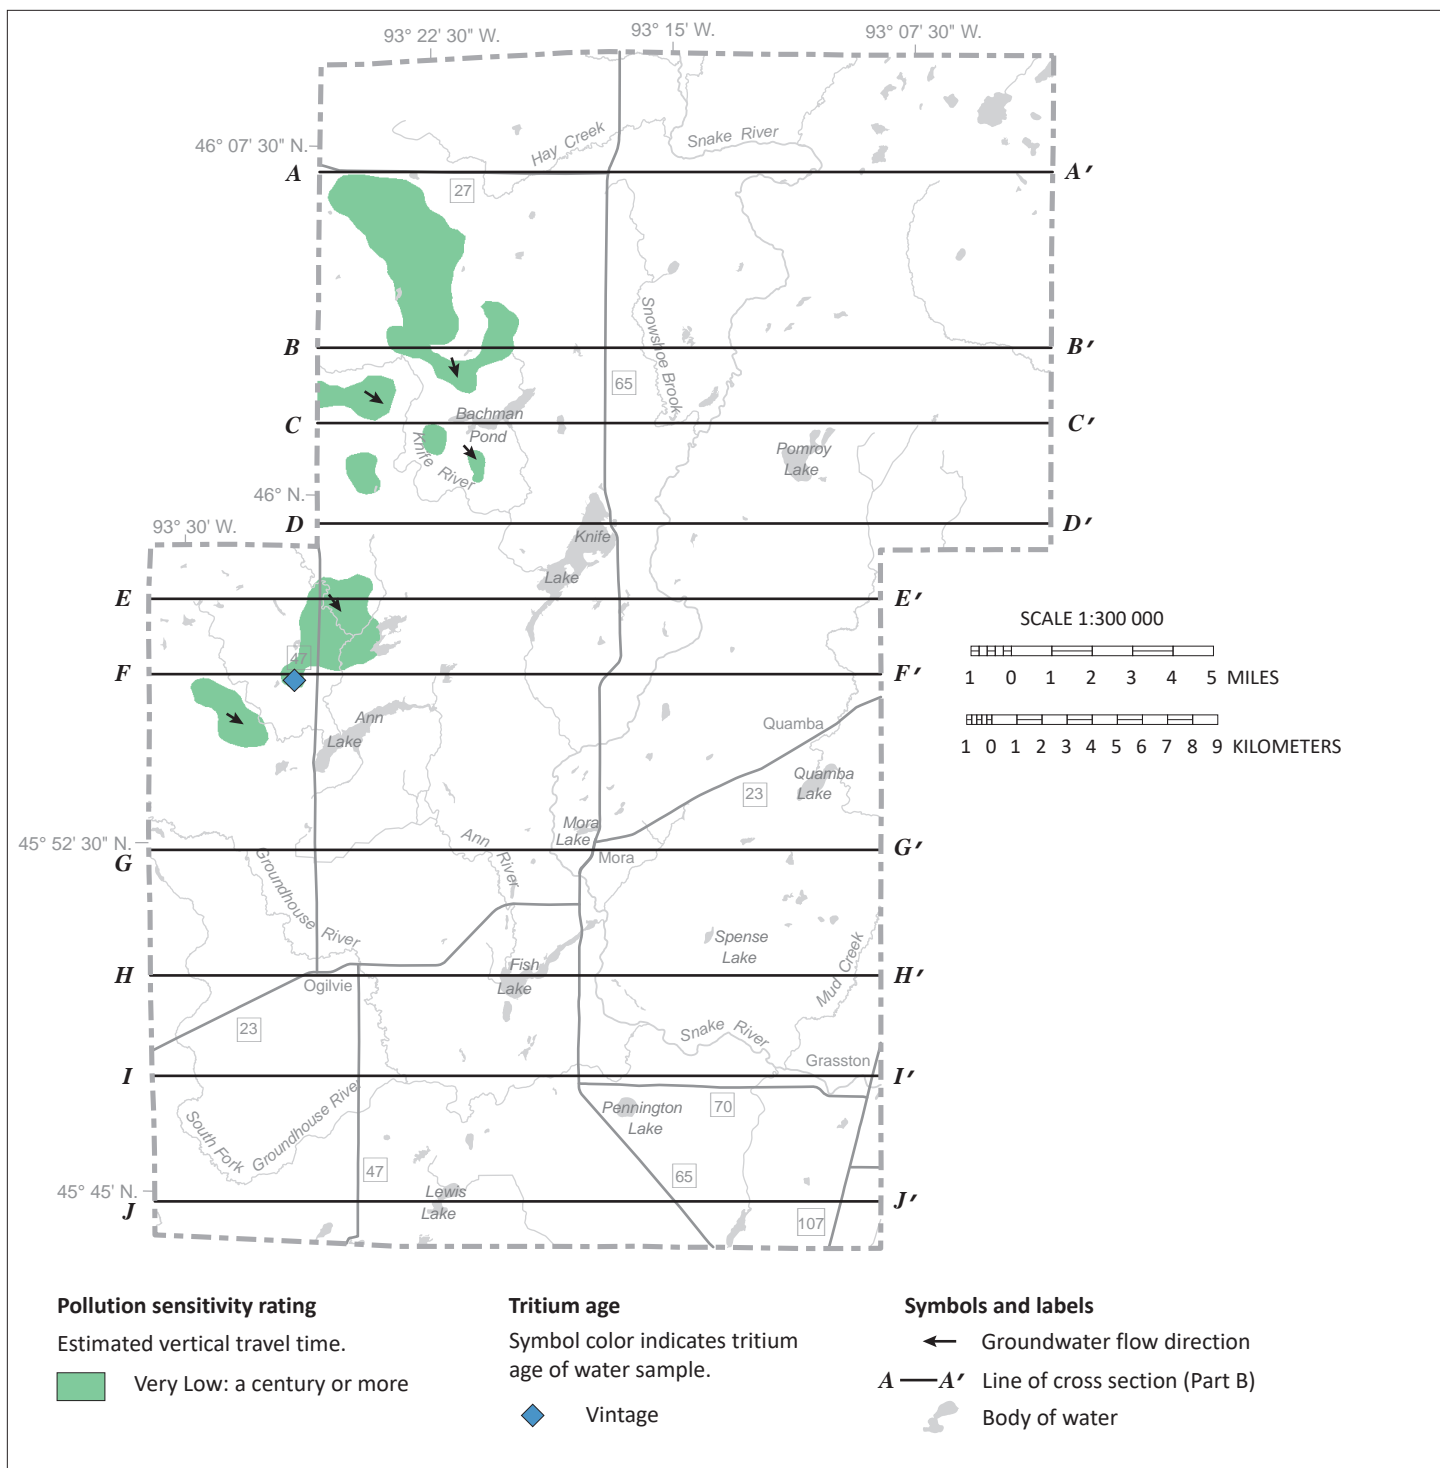 93° 22' 30" W.
93° 15' W.
93° 07' 30" W.
46° 07' 30" N.
Hay Creek
Snake River
A
A′
27
Snowshoe Brook
B
B′
65
Bachman
Pond
C
C′
Knife River
Pomroy
Lake
46° N.
93° 30' W.
D
D′
Knife
Lake
E
E′
SCALE 1:300 000
47
F
F′
1 0 1 2 3 4 5 MILES
Ann
Lake
Quamba
1 0 1 2 3 4 5 6 7 8 9 KILOMETERS
Quamba
Lake
23
Mora
Lake
45° 52' 30" N.
Ann River
G
G′
Mora
Groundhouse River
Spense
Lake
Mud Creek
Fish
Lake
H
H′
Ogilvie
23
Snake River
Grasston
I
I′
Pennington
Lake
70
South Fork Groundhouse River
47
65
45° 45' N.
Lewis
Lake
J
J′
107
Pollution sensitivity rating
Estimated vertical travel time.
Very Low: a century or more
Tritium age
Symbol color indicates tritium
age of water sample.
Vintage
Symbols and labels
Groundwater flow direction
A A′ Line of cross section (Part B)
Body of water